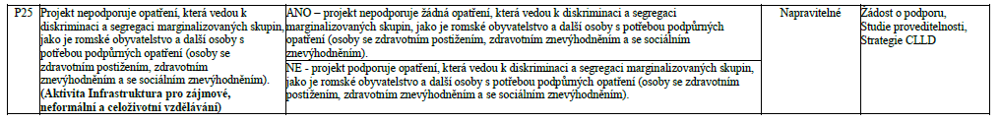 P25
Projekt nepodporuje opatření, která vedou k
diskriminaci a segregaci marginalizovaných skupin,
jako je romské obyvatelstvo a další osoby s
potřebou podpůrných opatření (osoby se
zdravotním postižením, zdravotním
znevýhodněním a se sociálním znevýhodněním).
(Aktivita Infrastruktura pro zájmové,
neformální a celoživotní vzdělávání)
ANO – projekt nepodporuje žádná opatření, která vedou k diskriminaci a segregaci
marginalizovaných skupin, jako je romské obyvatelstvo a další osoby s potřebou podpůrných
opatření (osoby se zdravotním postižením, zdravotním znevýhodněním a se sociálním
znevýhodněním).
NE - projekt podporuje opatření, která vedou k diskriminaci a segregaci marginalizovaných skupin,
jako je romské obyvatelstvo a další osoby s potřebou podpůrných opatření (osoby se zdravotním
postižením, zdravotním znevýhodněním a se sociálním znevýhodněním).
Napravitelné
Žádost o podporu,
Studie proveditelnosti,
Strategie CLLD